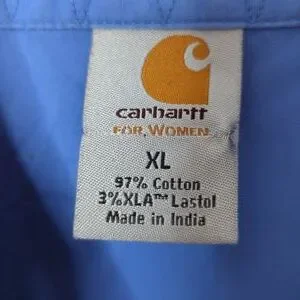 carhartt
FOR WOMEN
XL
97% Cotton
3%XLA™ Lastol
Made in India